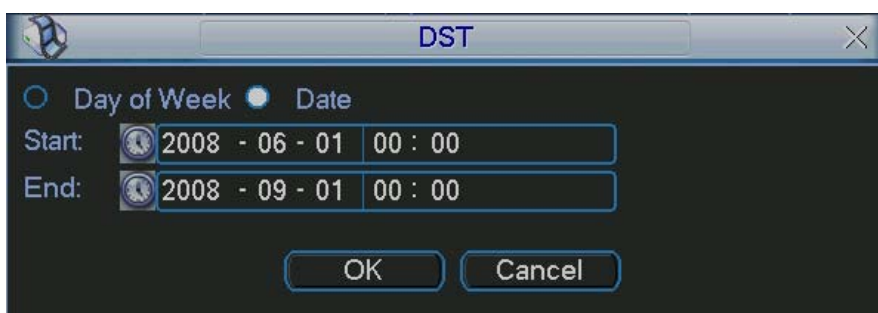 DST
Day of Week Date
Start: 2008 - 06 - 01 00 : 00
End: 2008 - 09 - 01 00 : 00
OK Cancel